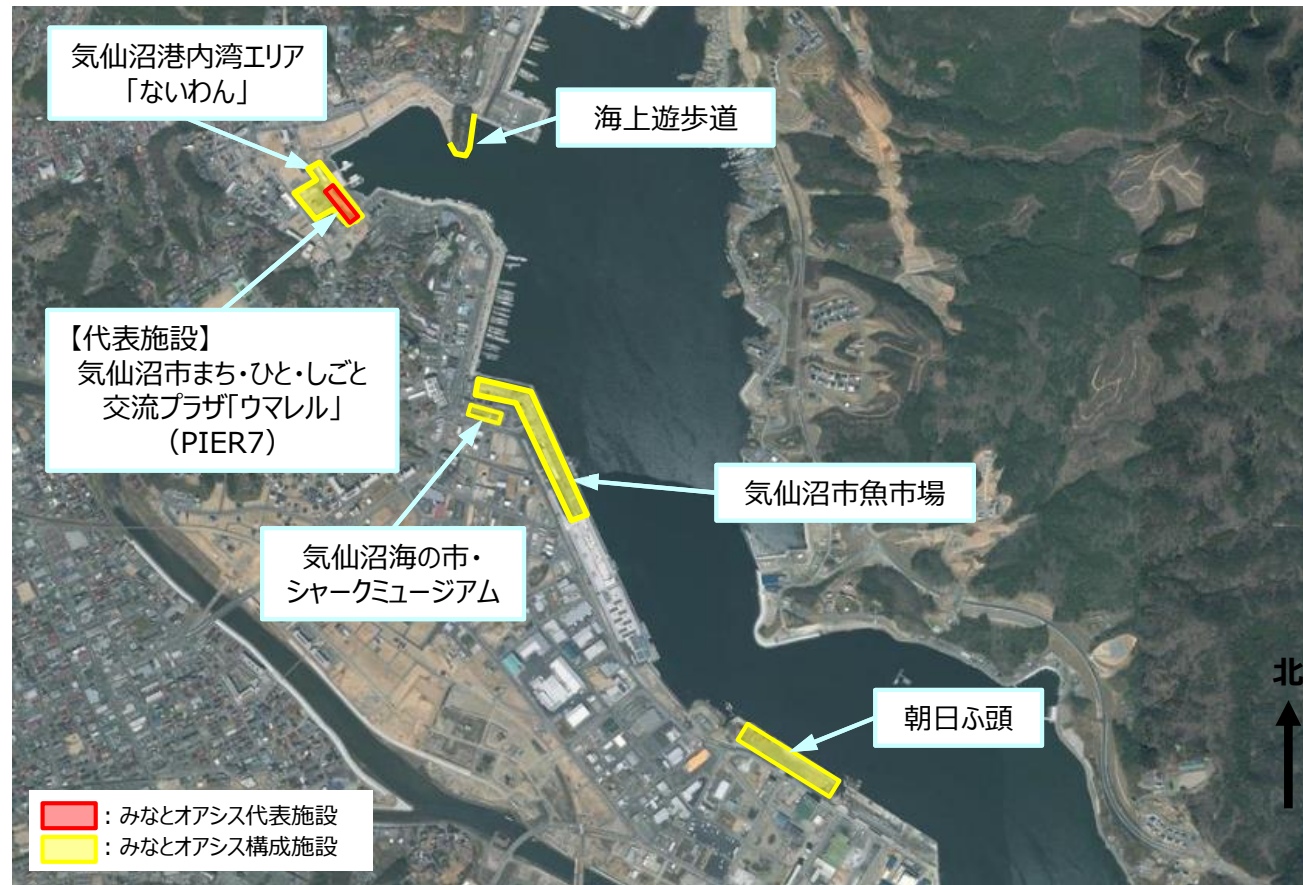 気仙沼港内湾エリア
「ないわん」
海上遊歩道
【代表施設】
気仙沼市まち・ひと・しごと
交流プラザ「ウマレル」
(PIER7)
気仙沼市魚市場
気仙沼海の市・
シャークミュージアム
朝日ふ頭
北
:みなとオアシス代表施設
:みなとオアシス構成施設